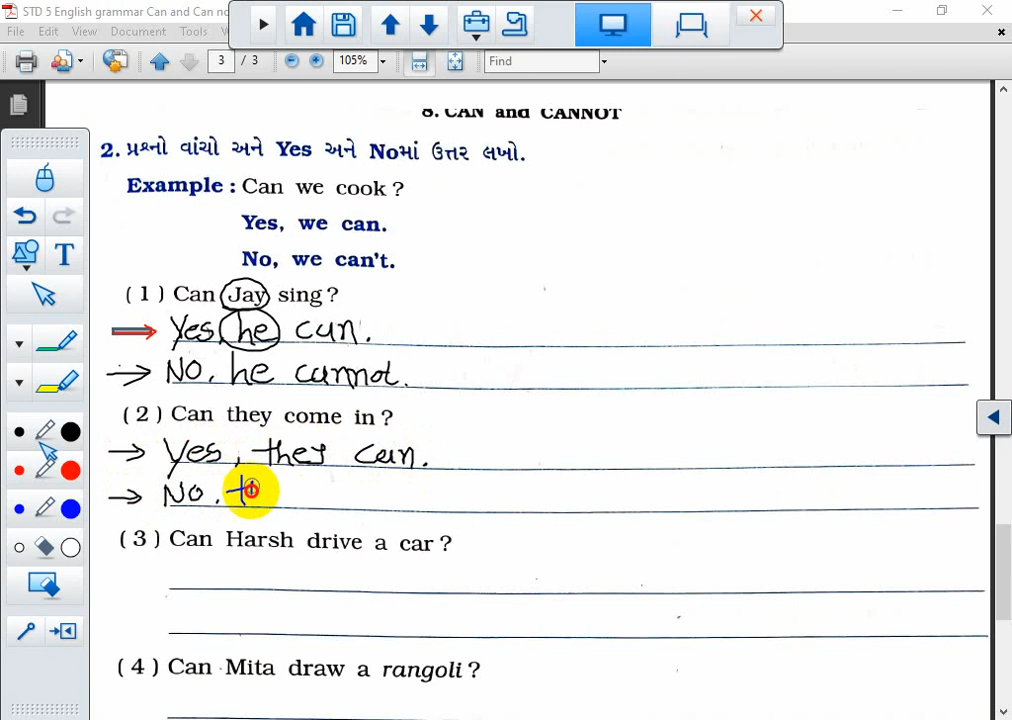 STD 5 English grammar Can and Can no
File Edit View Document Tools
3 / 3 105% Find
8. CAN and CANNOT
2. પ્રશ્નો વાંચો અને Yes અને Noમાં ઉત્તર લખો.
Example : Can we cook ?
Yes, we can.
No, we can't.
( 1 ) Can Jay sing ?
Yes, he can.
No, he cannot.
( 2 ) Can they come in ?
Yes, they can.
No.
( 3 ) Can Harsh drive a car ?
( 4 ) Can Mita draw a rangoli ?